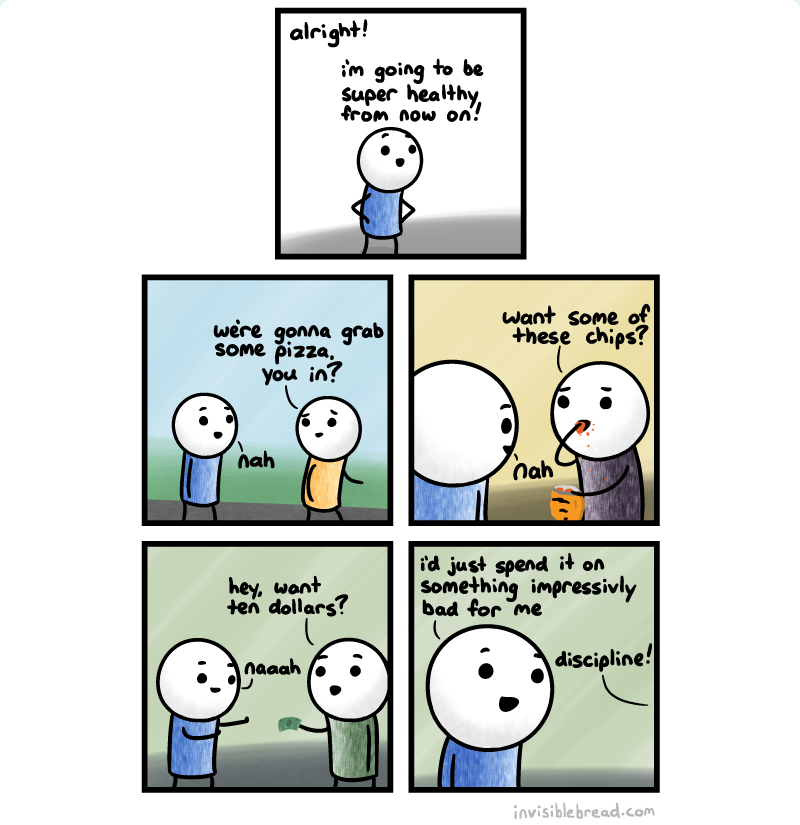 alright!
i'm going to be
super healthy
from now on!
we're gonna grab
some pizza,
you in?
nah
want some of
these chips?
nah
hey, want
ten dollars?
naaah
i'd just spend it on
something impressivly
bad for me
discipline!
invisiblebread.com